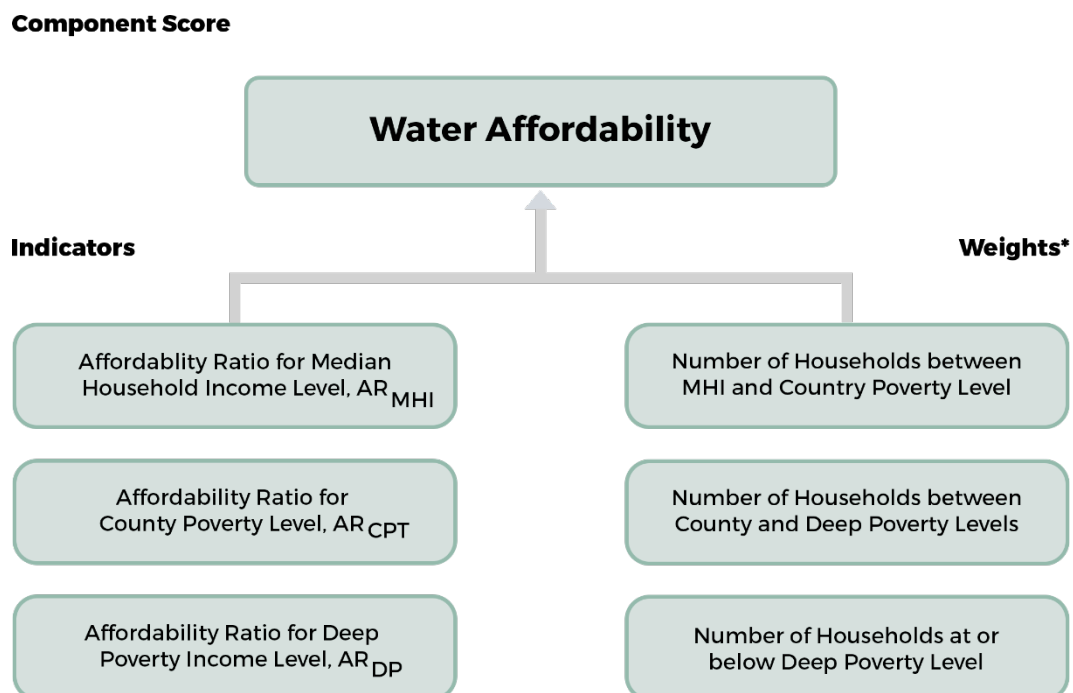 Component Score
Water Affordability
Indicators
Weights*
Affordablity Ratio for Median
Household Income Level, AR MHI
Number of Households between
MHI and Country Poverty Level
Affordability Ratio for
County Poverty Level, AR CPT
Number of Households between
County and Deep Poverty Levels
Affordability Ratio for Deep
Poverty Income Level, AR DP
Number of Households at or
below Deep Poverty Level